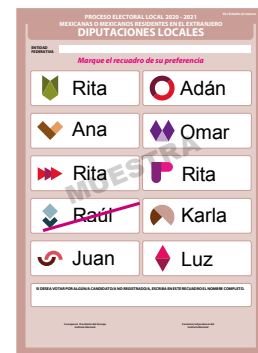 PROCESO ELECTORAL LOCAL 2020 - 2021
MEXICANAS O MEXICANOS RESIDENTES EN EL EXTRANJERO
DIPUTACIONES LOCALES
ENTIDAD
FEDERATIVA:
Marque el recuadro de su preferencia
Rita
Adán
Ana
Omar
Rita
Rita
MUESTRA
Raúl
Karla
Juan
Luz
SI DESEA VOTAR POR ALGÚN/A CANDIDATO/A NO REGISTRADO/A, ESCRIBA EN ESTE RECUADRO EL NOMBRE COMPLETO.